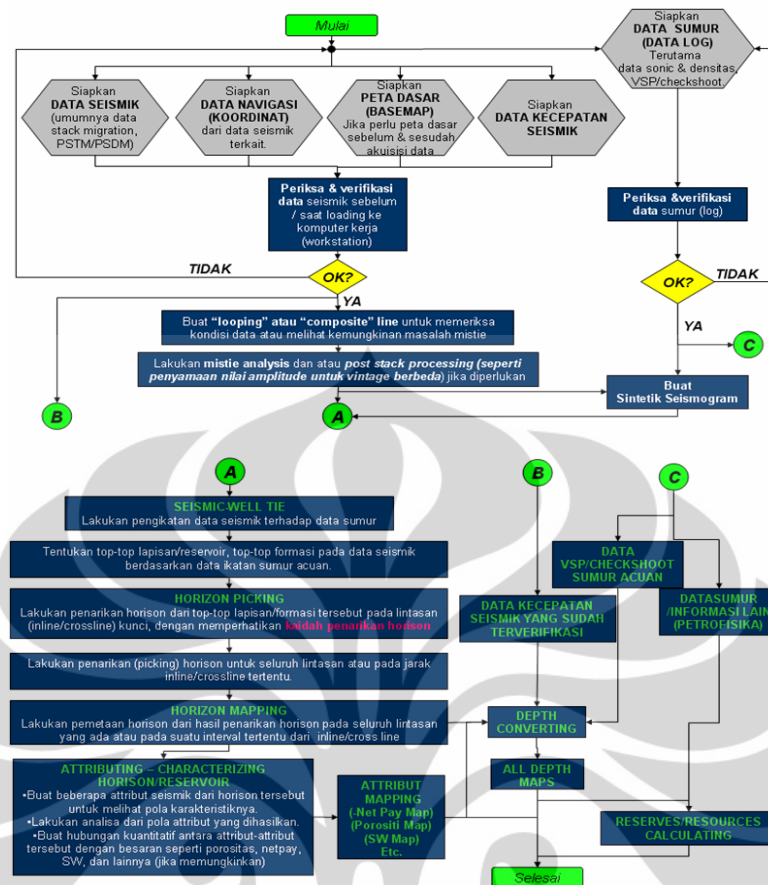 Mulai
Siapkan
DATA SUMUR
(DATA LOG)
Terutama
data sonic & densitas,
VSP/checkshoot.
Siapkan
DATA SEISMIK
(umumnya data
stack migration,
PSTM/PSDM)
Siapkan
DATA NAVIGASI
(KOORDINAT)
dari data seismik
terkait.
Siapkan
PETA DASAR
(BASEMAP)
Jika perlu peta dasar
sebelum & sesudah
akuisisi data
Siapkan
DATA KECEPATAN
SEISMIK
Periksa & verifikasi
data seismik sebelum
/ saat loading ke
komputer kerja
(workstation)
Periksa &verifikasi
data sumur (log)
TIDAK
OK?
YA
OK?
TIDAK
YA
Buat "looping" atau "composite" line untuk memeriksa
kondisi data atau melihat kemungkinan masalah mistie
Lakukan mistie analysis dan atau post stack processing (seperti
penyamaan nilai amplitude untuk vintage berbeda) jika diperlukan
C
Buat
Sintetik Seismogram
B
A
A
B
C
SEISMIC-WELL TIE
Lakukan pengikatan data seismik terhadap data sumur
Tentukan top-top lapisan/reservoir, top-top formasi pada data seismik
berdasarkan data ikatan sumur acuan.
HORIZON PICKING
Lakukan penarikan horison dari top-top lapisan/formasi tersebut pada lintasan
(inline/crossline) kunci, dengan memperhatikan kaidah penarikan horison
Lakukan penarikan (picking) horison untuk seluruh lintasan atau pada jarak
inline/crossline tertentu.
HORIZON MAPPING
Lakukan pemetaan horison dari hasil penarikan horison pada seluruh lintasan
yang ada atau pada suatu interval tertentu dari inline/cross line
ATTRIBUTING – CHARACTERIZING
HORISON/RESERVOIR
•Buat beberapa attribut seismik dari horison tersebut
untuk melihat pola karakteristiknya.
•Lakukan analisa dari pola attribut yang dihasilkan.
•Buat hubungan kuantitatif antara attribut-attribut
tersebut dengan besaran seperti porositas, netpay,
SW, dan lainnya (jika memungkinkan)
ATTRIBUT
MAPPING
(-Net Pay Map)
(Porositi Map)
(SW Map)
Etc.
DATA KECEPATAN
SEISMIK YANG SUDAH
TERVERIFIKASI
DATA
VSP/CHECKSHOOT
SUMUR ACUAN
DATASUMUR
/INFORMASI LAIN
(PETROFISIKA)
DEPTH
CONVERTING
ALL DEPTH
MAPS
RESERVES/RESOURCES
CALCULATING
Selesai